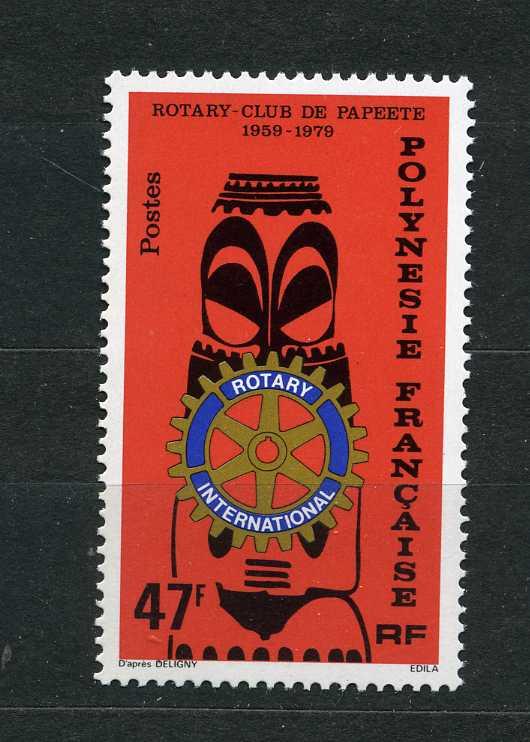 ROTARY-CLUB DE PAPEETE
1959-1979
Postes
POLYNESIE FRANÇAISE
ROTARY
INTERNATIONAL
47F
RF
D'après DELIGNY
EDILA